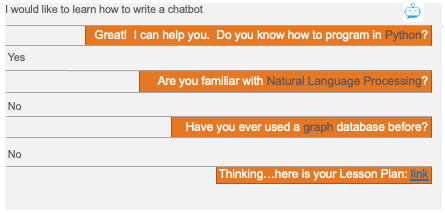 I would like to learn how to write a chatbot
Great!  I can help you.  Do you know how to program in Python?
Yes
Are you familiar with Natural Language Processing?
No
Have you ever used a graph database before?
No
Thinking…here is your Lesson Plan: link